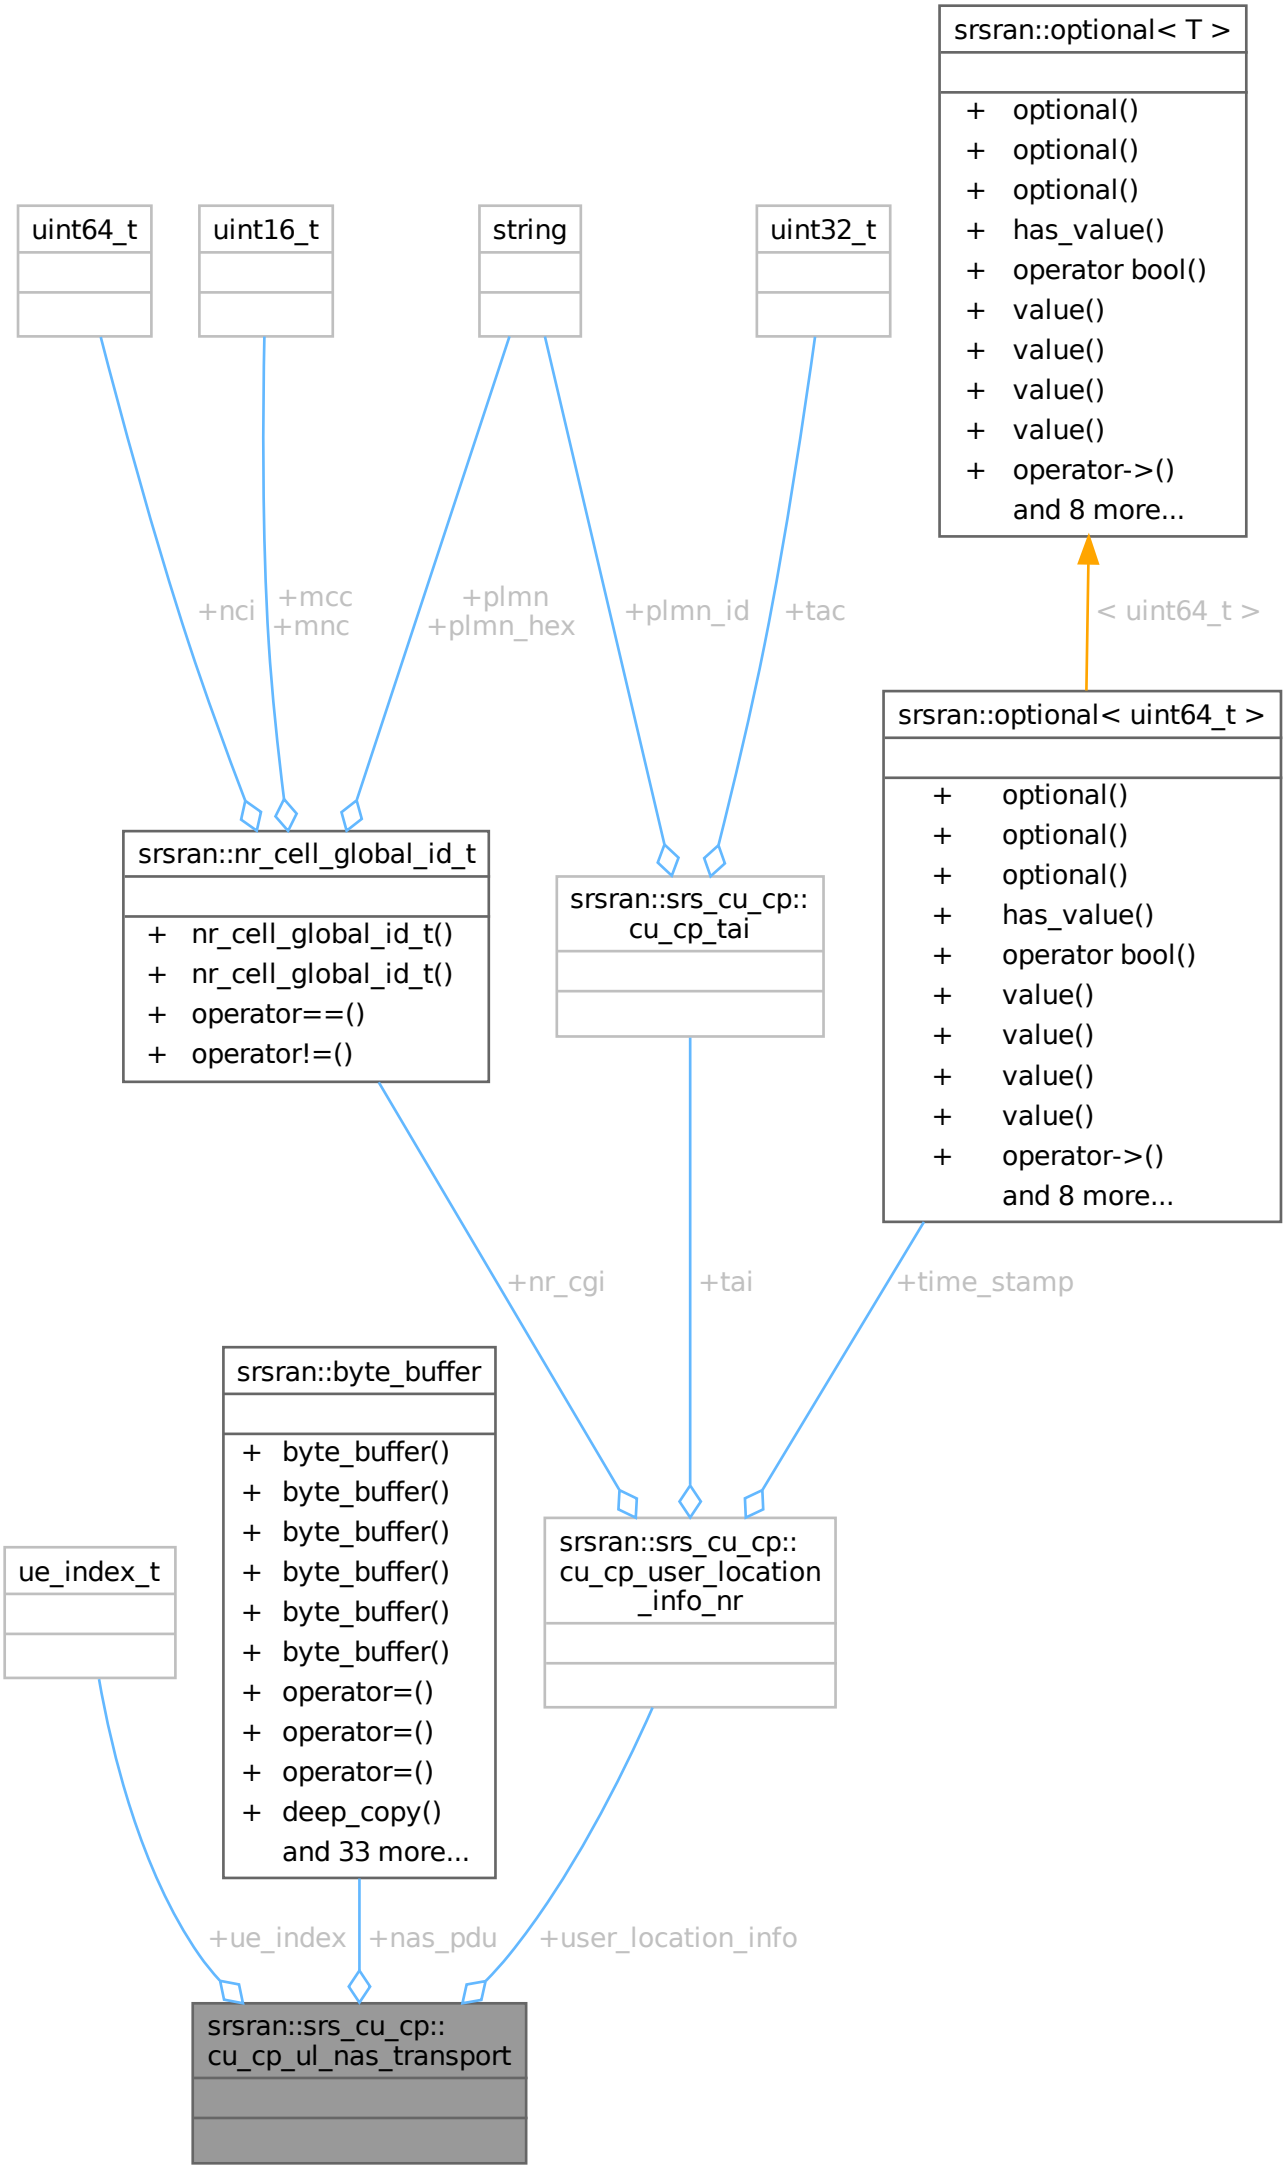 srsran::optional< T >
+ optional()
+ optional()
+ optional()
+ has_value()
+ operator bool()
+ value()
+ value()
+ value()
+ value()
+ operator->()
and 8 more...
uint64_t
uint16_t
string
uint32_t
+nci
+mcc
+mnc
+plmn
+plmn_hex
+plmn_id
+tac
< uint64_t >
srsran::optional< uint64_t >
+ optional()
+ optional()
+ optional()
+ has_value()
+ operator bool()
+ value()
+ value()
+ value()
+ value()
+ operator->()
and 8 more...
srsran::nr_cell_global_id_t
+ nr_cell_global_id_t()
+ nr_cell_global_id_t()
+ operator==()
+ operator!=()
srsran::srs_cu_cp::
cu_cp_tai
+nr_cgi
+tai
+time_stamp
srsran::byte_buffer
+ byte_buffer()
+ byte_buffer()
+ byte_buffer()
+ byte_buffer()
+ byte_buffer()
+ byte_buffer()
+ operator=()
+ operator=()
+ operator=()
+ deep_copy()
and 33 more...
ue_index_t
srsran::srs_cu_cp::
cu_cp_user_location
_info_nr
+ue_index
+nas_pdu
+user_location_info
srsran::srs_cu_cp::
cu_cp_ul_nas_transport